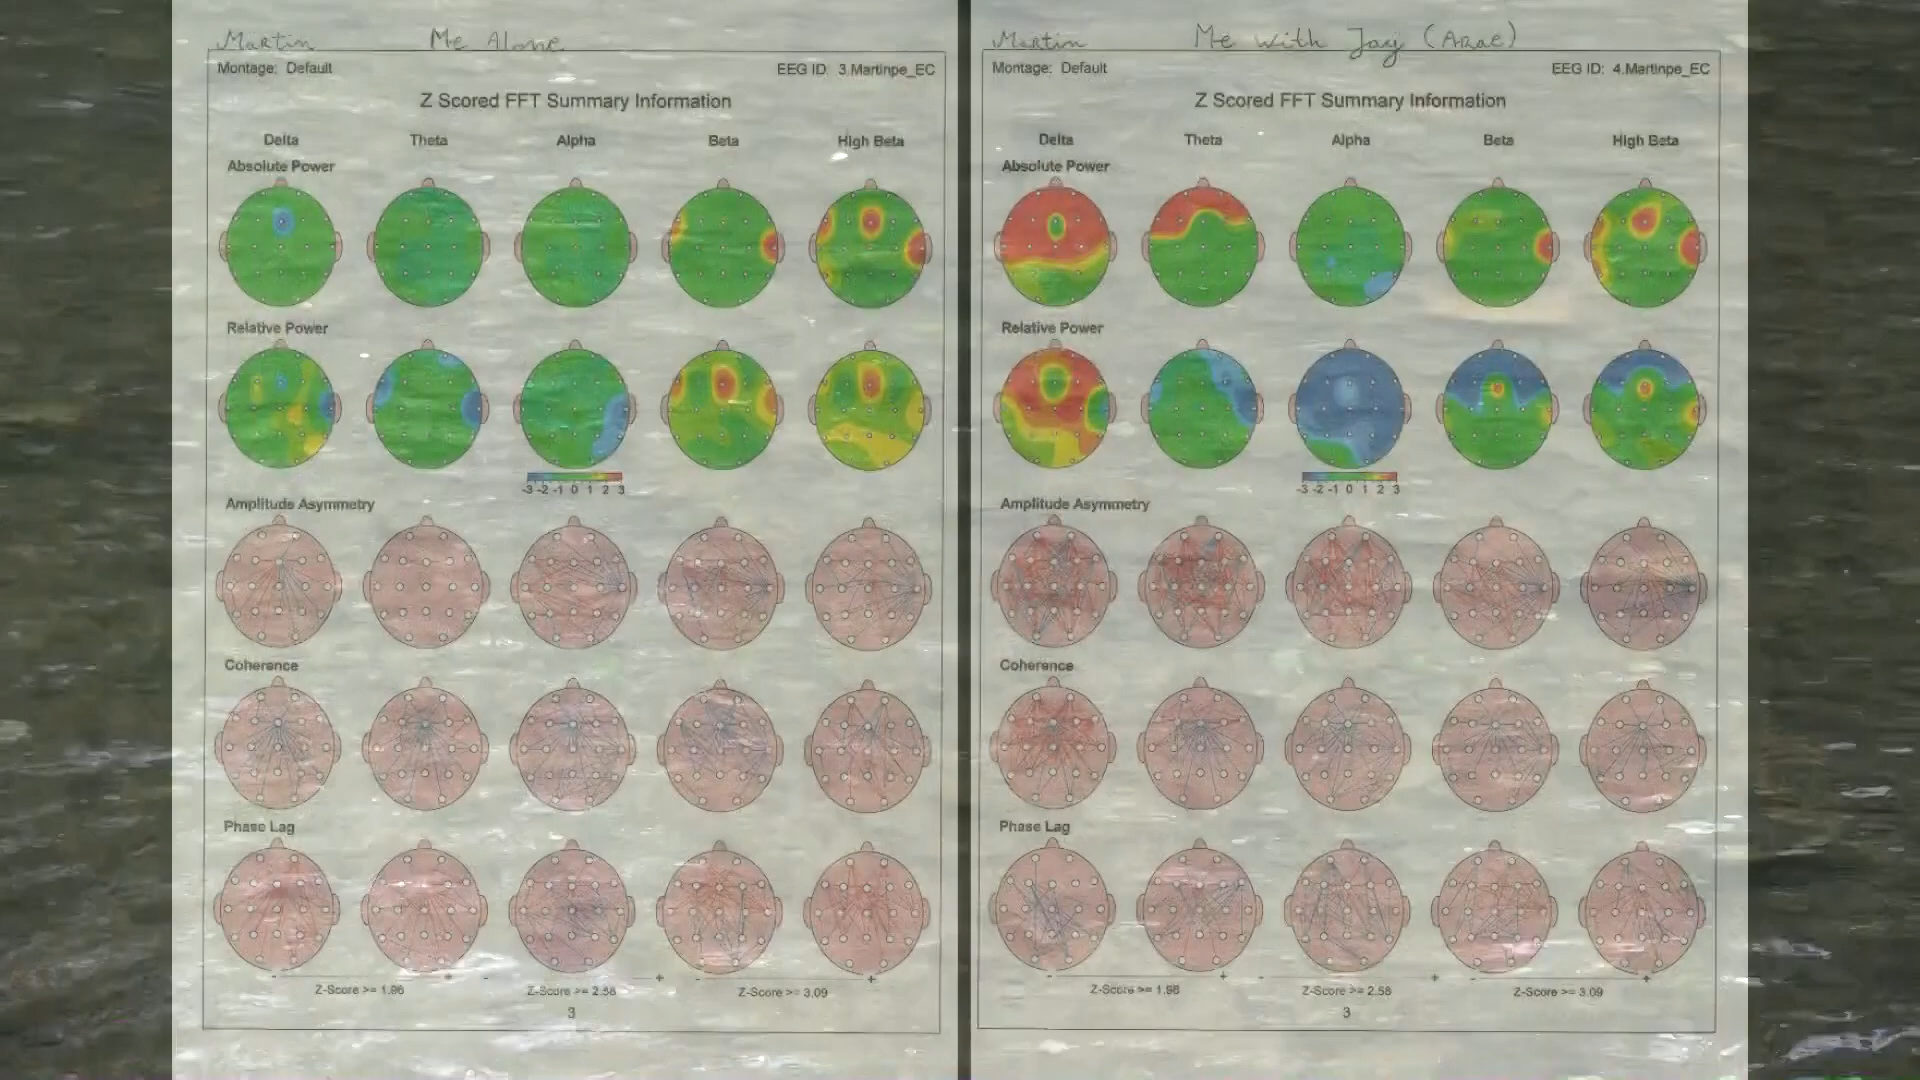 Martin Me Alone
Montage: Default EEG ID: 3.Martinpe_EC
Z Scored FFT Summary Information
Delta Theta Alpha Beta High Beta
Absolute Power
Relative Power
-3 -2 -1 0 1 2 3
Amplitude Asymmetry
Coherence
Phase Lag
- + - + - +
Z-Score >= 1.96 Z-Score >= 2.58 Z-Score >= 3.09
3
Martin Me with
Montage: Default EEG ID: 4.Martinpe_EC
Z Scored FFT Summary Information
Delta Theta Alpha Beta High Beta
Absolute Power
Relative Power
-3 -2 -1 0 1 2 3
Amplitude Asymmetry
Coherence
Phase Lag
- + - + - +
Z-Score >= 1.96 Z-Score >= 2.58 Z-Score >= 3.09
3